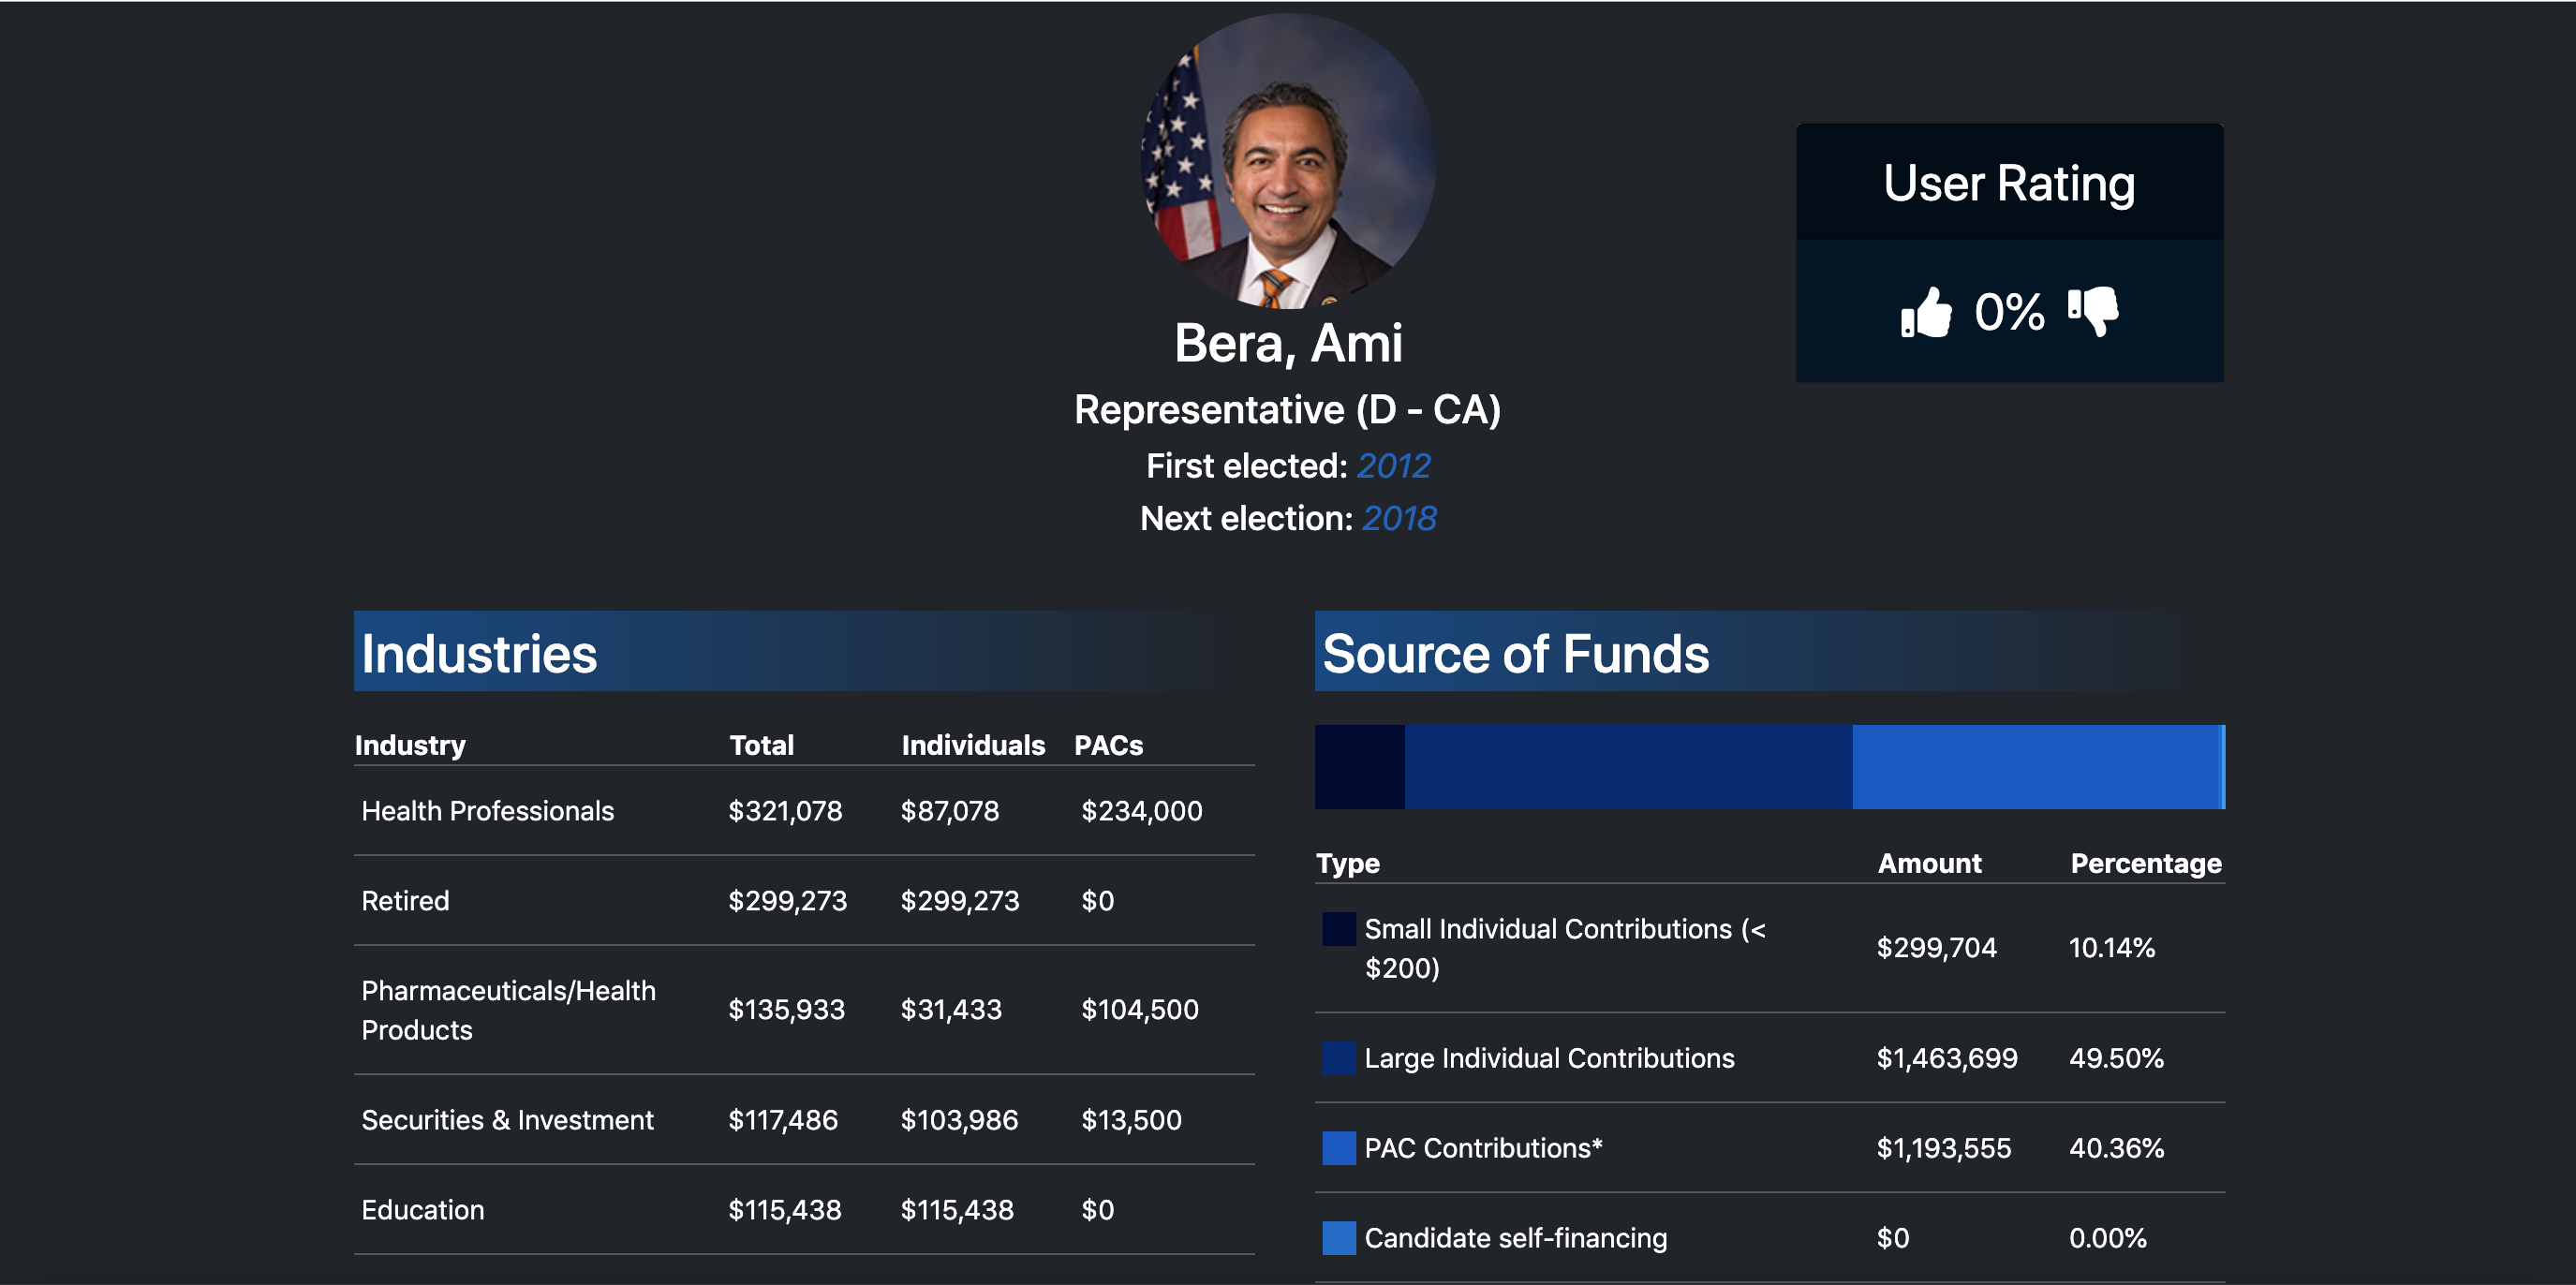 User Rating
0%
Bera, Ami
Representative (D - CA)
First elected: 2012
Next election: 2018
Industries
Industry Total Individuals PACs
Health Professionals $321,078 $87,078 $234,000
Retired $299,273 $299,273 $0
Pharmaceuticals/Health
Products $135,933 $31,433 $104,500
Securities & Investment $117,486 $103,986 $13,500
Education $115,438 $115,438 $0
Source of Funds
Type Amount Percentage
Small Individual Contributions (<
$200) $299,704 10.14%
Large Individual Contributions $1,463,699 49.50%
PAC Contributions* $1,193,555 40.36%
Candidate self-financing $0 0.00%